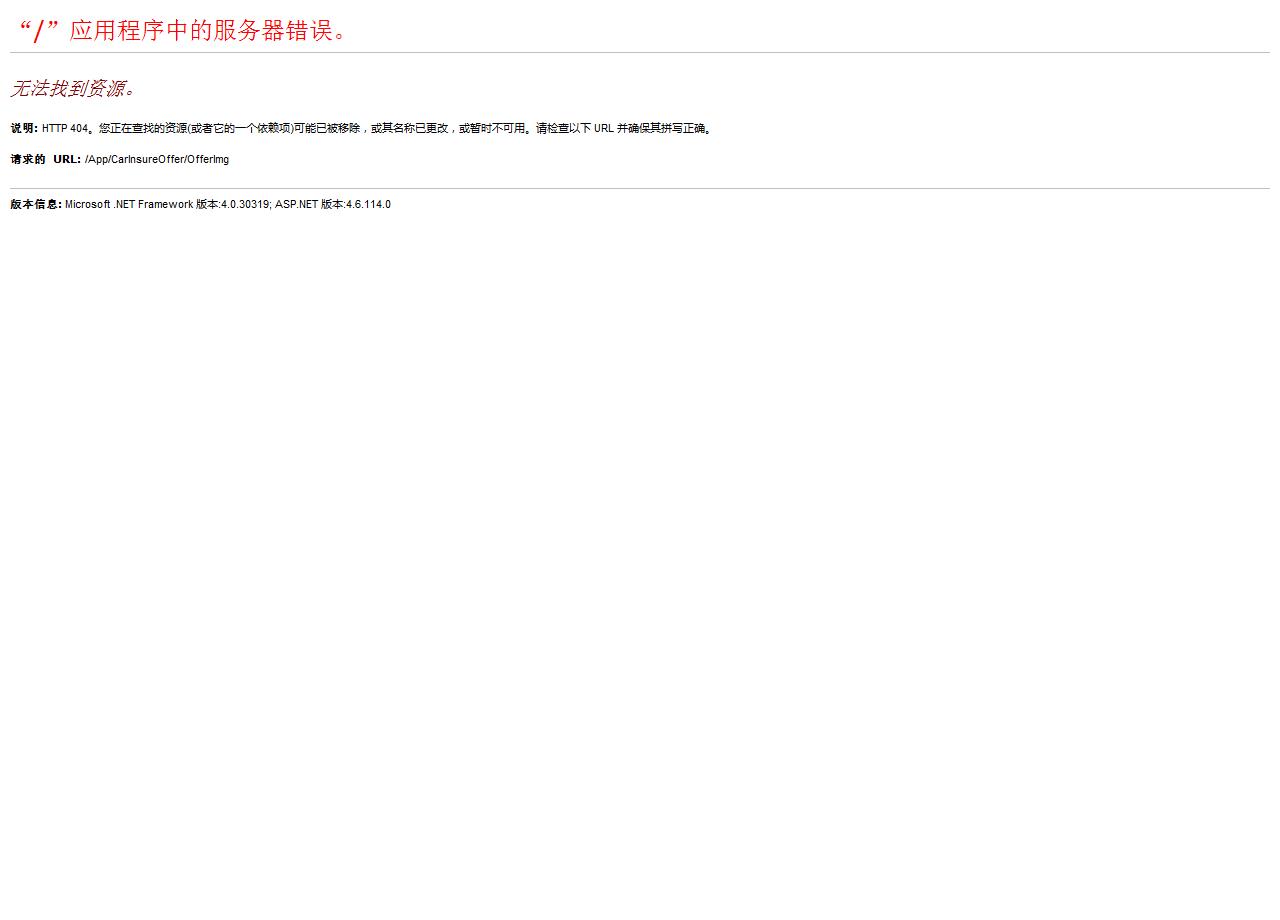 “/”应用程序中的服务器错误。
无法找到资源。
说明: HTTP 404。您正在查找的资源(或者它的一个依赖项)可能已被移除，或其名称已更改，或暂时不可用。请检查以下 URL 并确保其拼写正确。
请求的 URL: /App/CarInsureOffer/OfferImg
版本信息: Microsoft .NET Framework 版本:4.0.30319; ASP.NET 版本:4.6.114.0